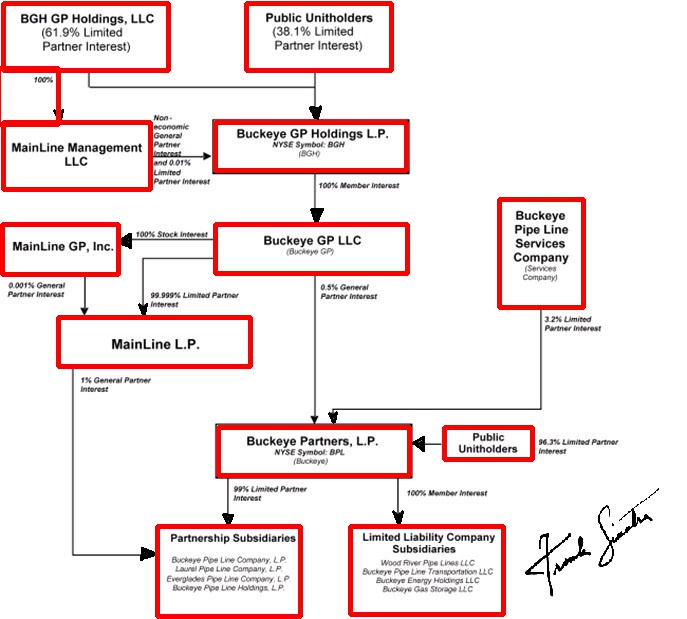 BGH GP Holdings, LLC
(61.9% Limited
Partner Interest)
Public Unitholders
(38.1% Limited
Partner Interest)
100%
MainLine Management
LLC
Non-
economic
General
Partner
Interest
and 0.01%
Limited
Partner Interest
Buckeye GP Holdings L.P.
NYSE Symbol: BGH
(BGH)
100% Member Interest
Buckeye
Pipe Line
Services
Company
(Services
Company)
MainLine GP, Inc.
100% Stock Interest
Buckeye GP LLC
(Buckeye GP)
0.001% General
Partner Interest
99.999% Limited Partner
Interest
0.5% General
Partner Interest
3.2% Limited
Partner Interest
MainLine L.P.
1% General Partner
Interest
Buckeye Partners, L.P.
NYSE Symbol: BPL
(Buckeye)
Public
Unitholders
96.3% Limited Partner
Interest
99% Limited Partner
Interest
100% Member Interest
Partnership Subsidiaries
Buckeye Pipe Line Company, L.P.
Laurel Pipe Line Company, L.P.
Everglades Pipe Line Company, L.P.
Buckeye Pipe Line Holdings, L.P.
Limited Liability Company
Subsidiaries
Wood River Pipe Lines LLC
Buckeye Pipe Line Transportation LLC
Buckeye Energy Holdings LLC
Buckeye Gas Storage LLC
Frank Sinatra